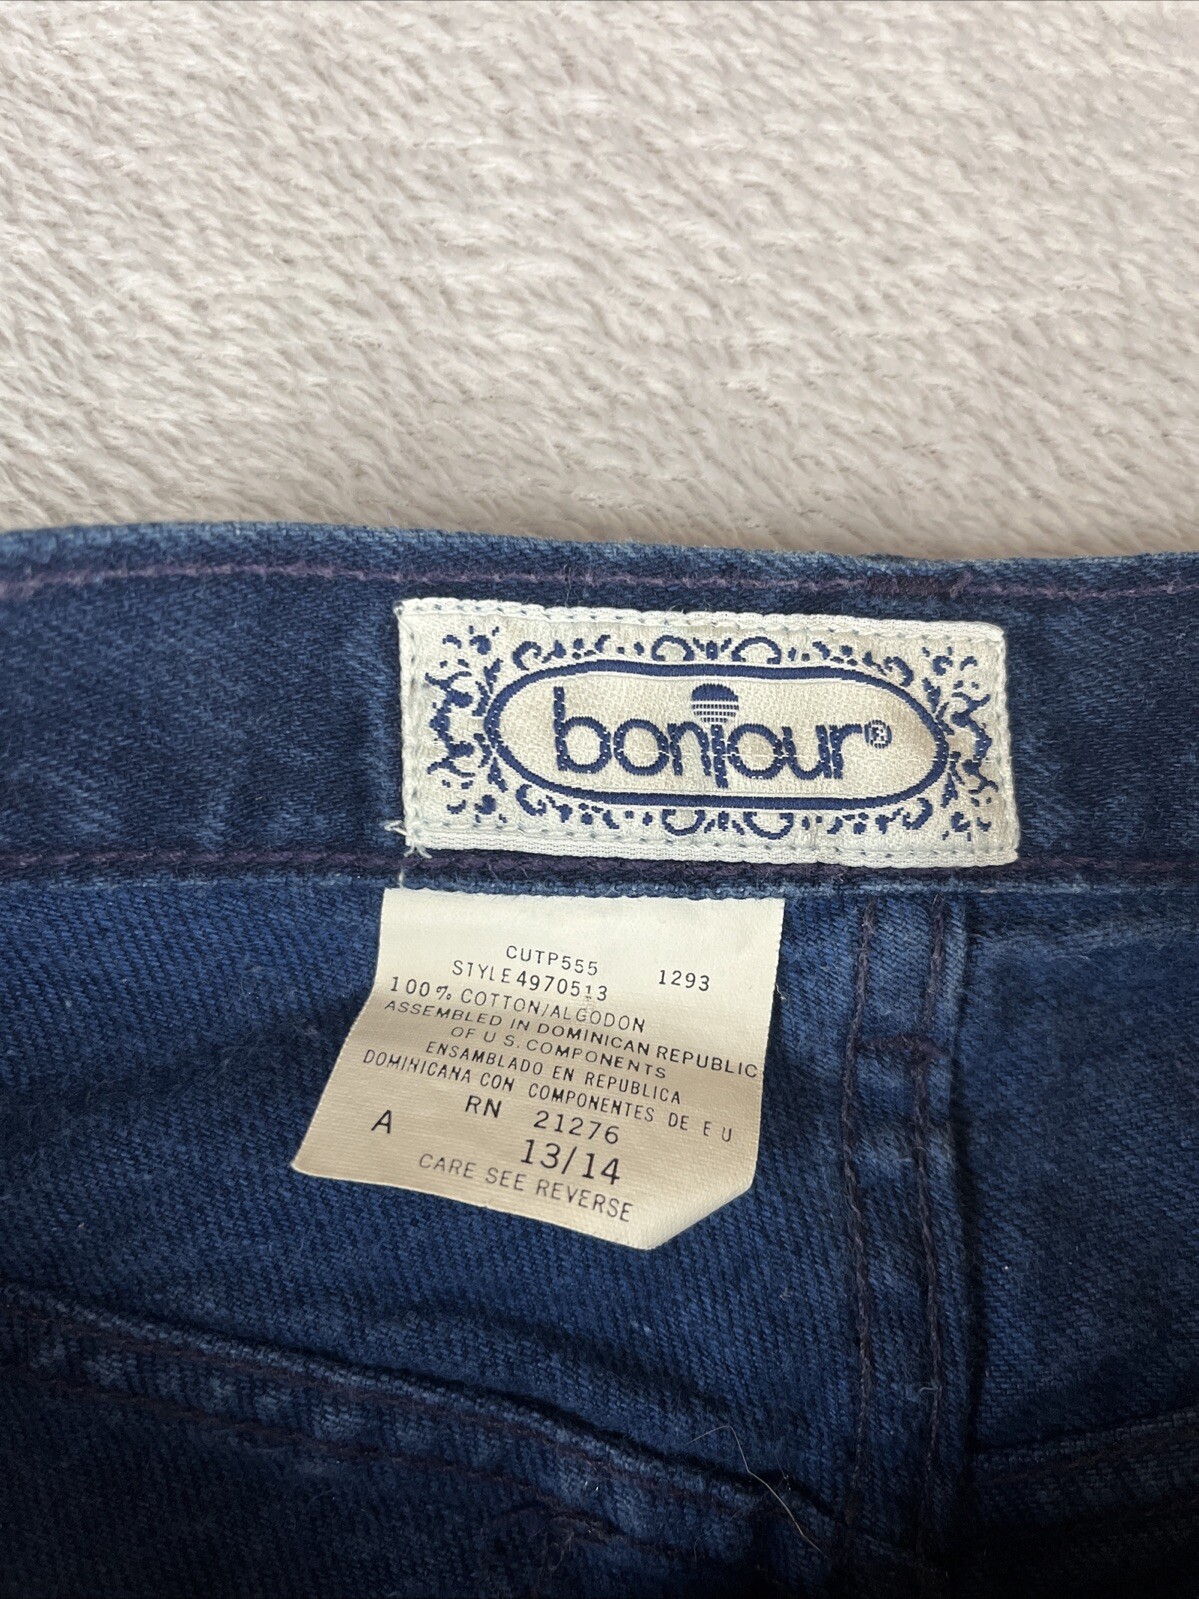 bonjour®
CUTP555 1293
STYLE 4970513
100% COTTON/ALGODON
ASSEMBLED IN DOMINICAN REPUBLIC
OF U.S. COMPONENTS
ENSAMBLADO EN REPUBLICA
DOMINICANA CON COMPONENTES DE E U
RN 21276
A 13/14
CARE SEE REVERSE